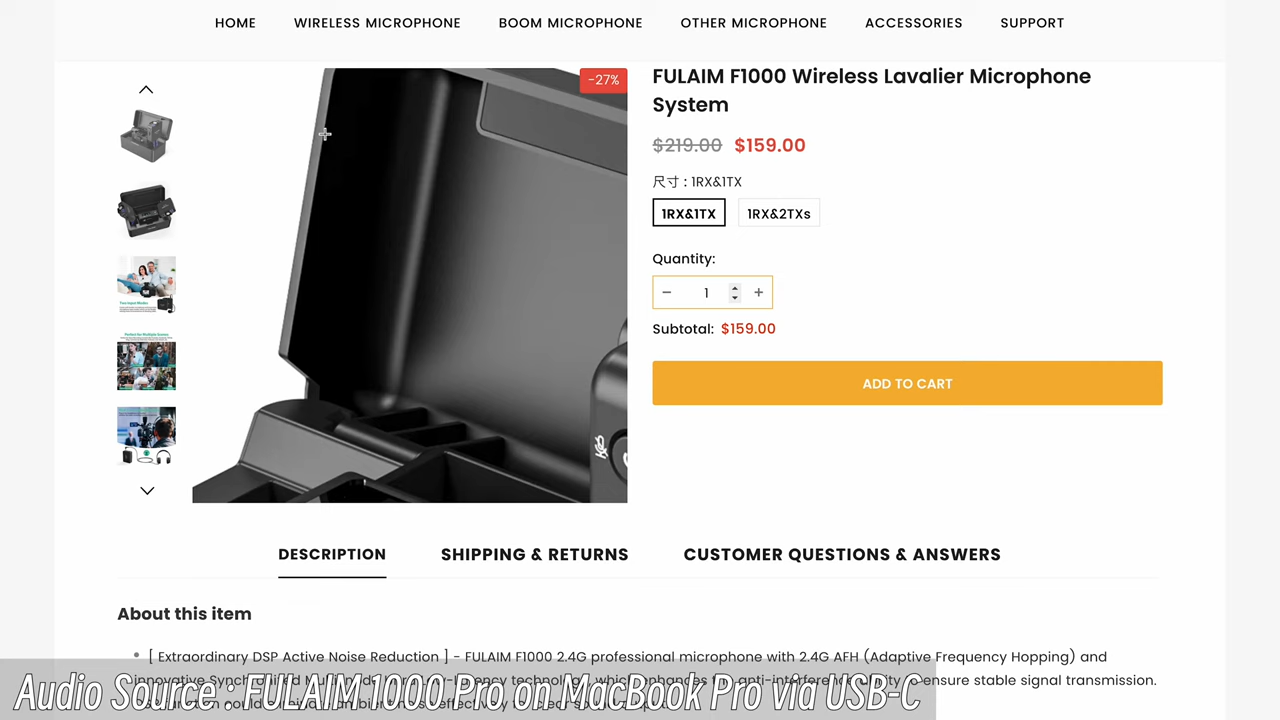 HOME WIRELESS MICROPHONE BOOM MICROPHONE OTHER MICROPHONE ACCESSORIES SUPPORT
-27%
FULAIM F1000 Wireless Lavalier Microphone
System
$219.00 $159.00
尺寸 : 1RX&1TX
1RX&1TX 1RX&2TXs
Quantity:
− 1 +
Subtotal: $159.00
ADD TO CART
DESCRIPTION SHIPPING & RETURNS CUSTOMER QUESTIONS & ANSWERS
About this item
[ Extraordinary DSP Active Noise Reduction ] - FULAIM F1000 2.4G professional microphone with 2.4G AFH (Adaptive Frequency Hopping) and
ensure stable signal transmission.
Audio Source : FULAIM 1000 Pro on MacBook Pro via USB-C